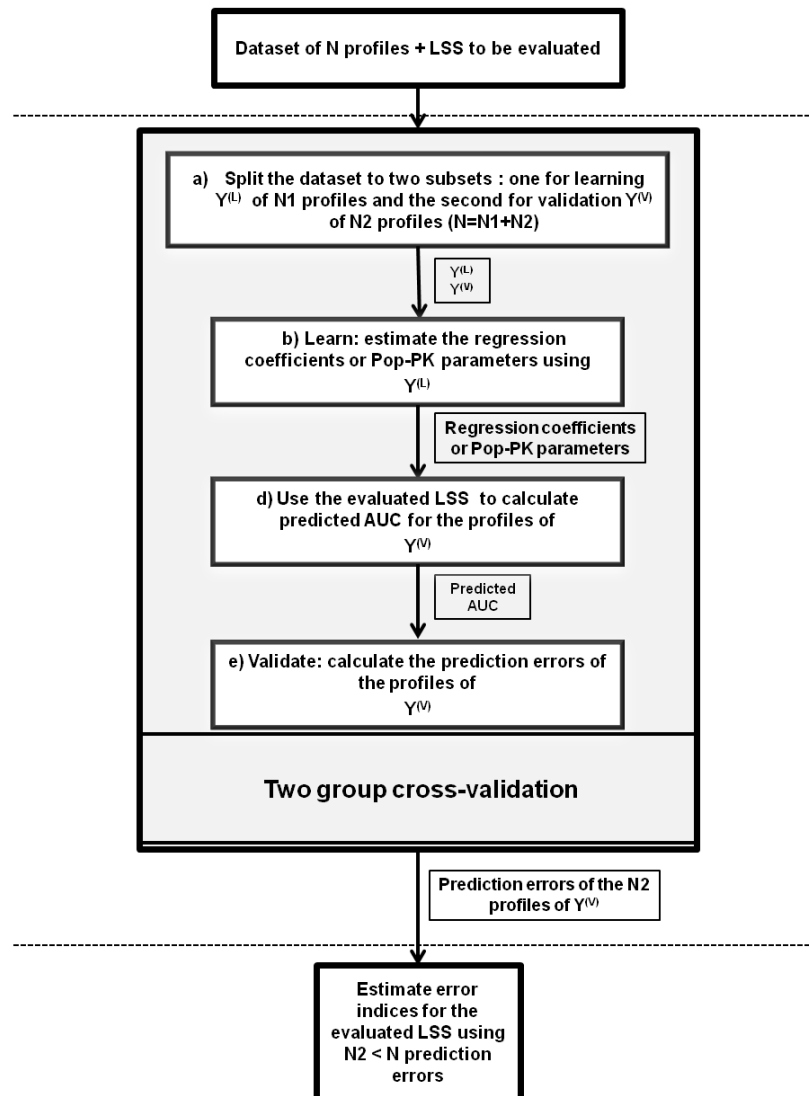 Dataset of N profiles + LSS to be evaluated
a) Split the dataset to two subsets : one for learning
Y(L) of N1 profiles and the second for validation Y(V)
of N2 profiles (N=N1+N2)
Y(L)
Y(V)
b) Learn: estimate the regression
coefficients or Pop-PK parameters using
Y(L)
Regression coefficients
or Pop-PK parameters
d) Use the evaluated LSS to calculate
predicted AUC for the profiles of
Y(V)
Predicted
AUC
e) Validate: calculate the prediction errors of
the profiles of
Y(V)
Two group cross-validation
Prediction errors of the N2
profiles of Y(V)
Estimate error
indices for the
evaluated LSS using
N2 < N prediction
errors